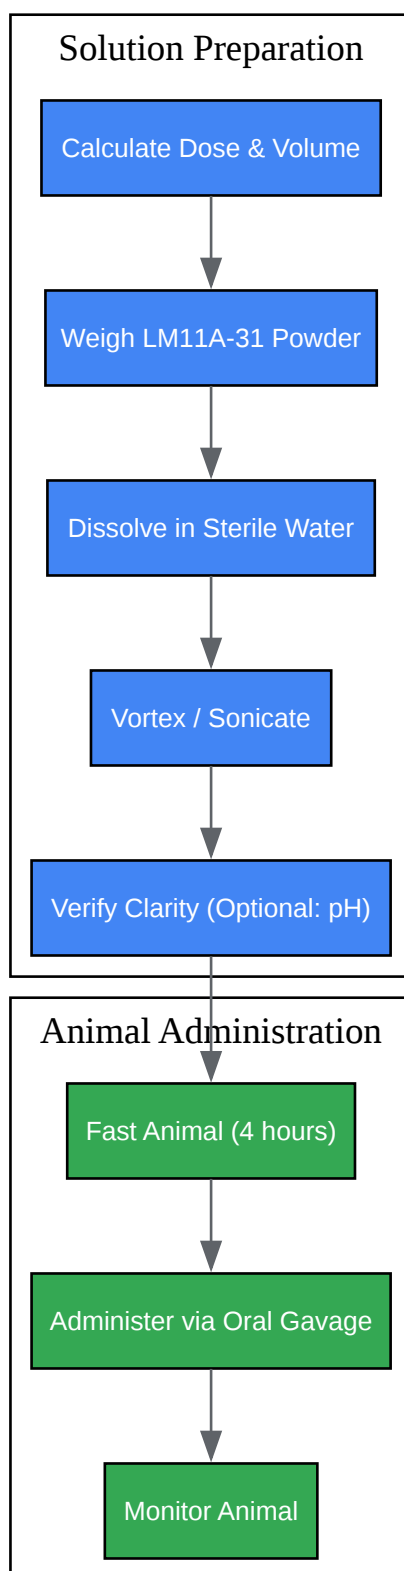 Solution Preparation
Calculate Dose & Volume
Weigh LM11A-31 Powder
Dissolve in Sterile Water
Vortex / Sonicate
Verify Clarity (Optional: pH)
Animal Administration
Fast Animal (4 hours)
Administer via Oral Gavage
Monitor Animal